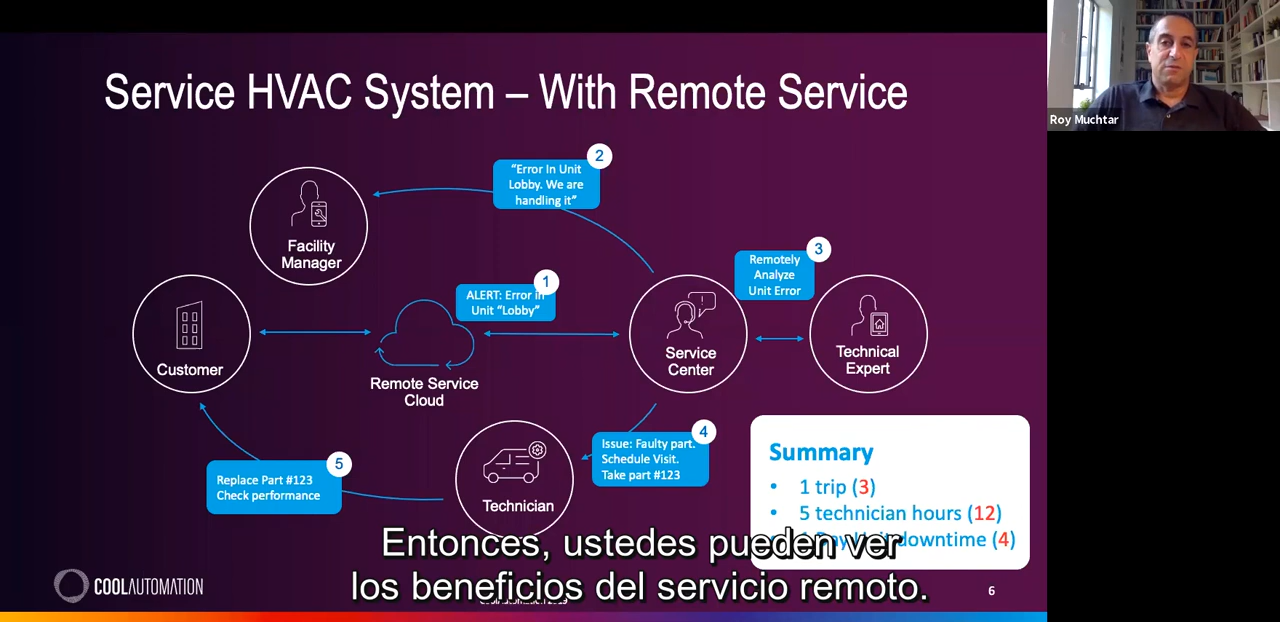 Service HVAC System – With Remote Service
Roy Muchtar
2
"Error In Unit
Lobby. We are
handling it"
Facility
Manager
3
Remotely
Analyze
Unit Error
1
ALERT: Error in
Unit "Lobby"
Customer
Remote Service
Cloud
Service
Center
Technical
Expert
4
Issue: Faulty part.
Schedule Visit.
Take part #123
5
Replace Part #123
Check performance
Technician
Summary
• 1 trip (3)
• 5 technician hours (12)
downtime (4)
Entonces, ustedes pueden ver
los beneficios del servicio remoto.
COOLAUTOMATION
6